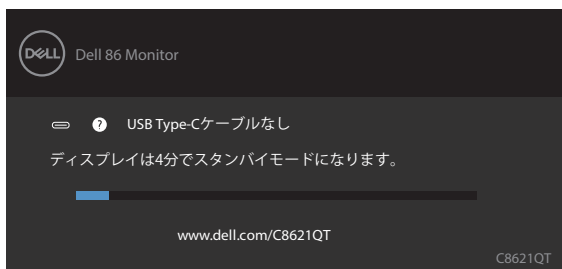 DELL
Dell 86 Monitor
? USB Type-Cケーブルなし
ディスプレイは4分でスタンバイモードになります。
www.dell.com/C8621QT
C8621QT